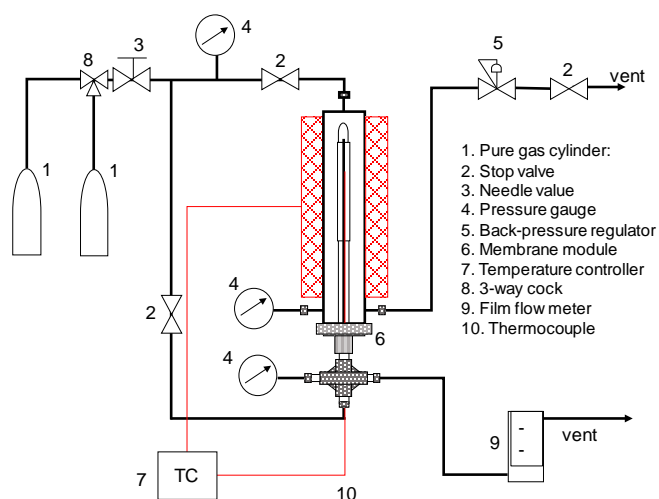 3
4
5
8
2
2
vent
1
1
1. Pure gas cylinder:
2. Stop valve
3. Needle value
4. Pressure gauge
5. Back-pressure regulator
6. Membrane module
7. Temperature controller
8. 3-way cock
9. Film flow meter
10. Thermocouple
4
2
6
4
9
vent
7
TC
10